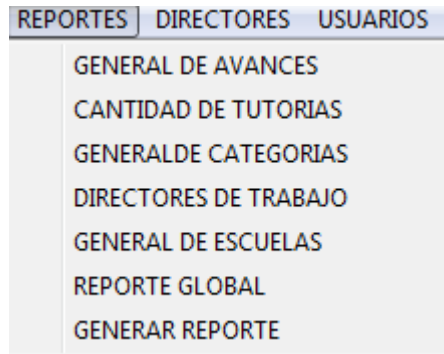 REPORTES DIRECTORES USUARIOS
GENERAL DE AVANCES
CANTIDAD DE TUTORIAS
GENERALDE CATEGORIAS
DIRECTORES DE TRABAJO
GENERAL DE ESCUELAS
REPORTE GLOBAL
GENERAR REPORTE